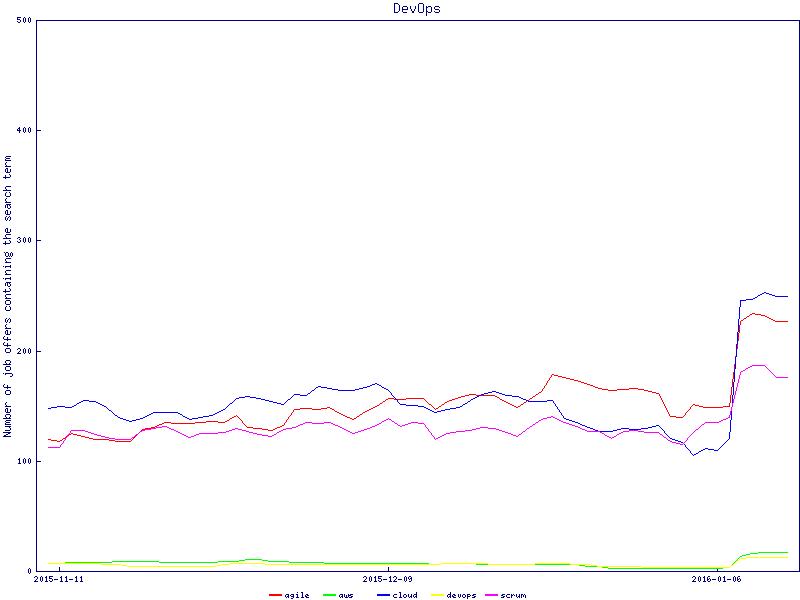 DevOps
Number of job offers containing the search term
500
400
300
200
100
0
2015-11-11 2015-12-09 2016-01-06
agile aws cloud devops scrum